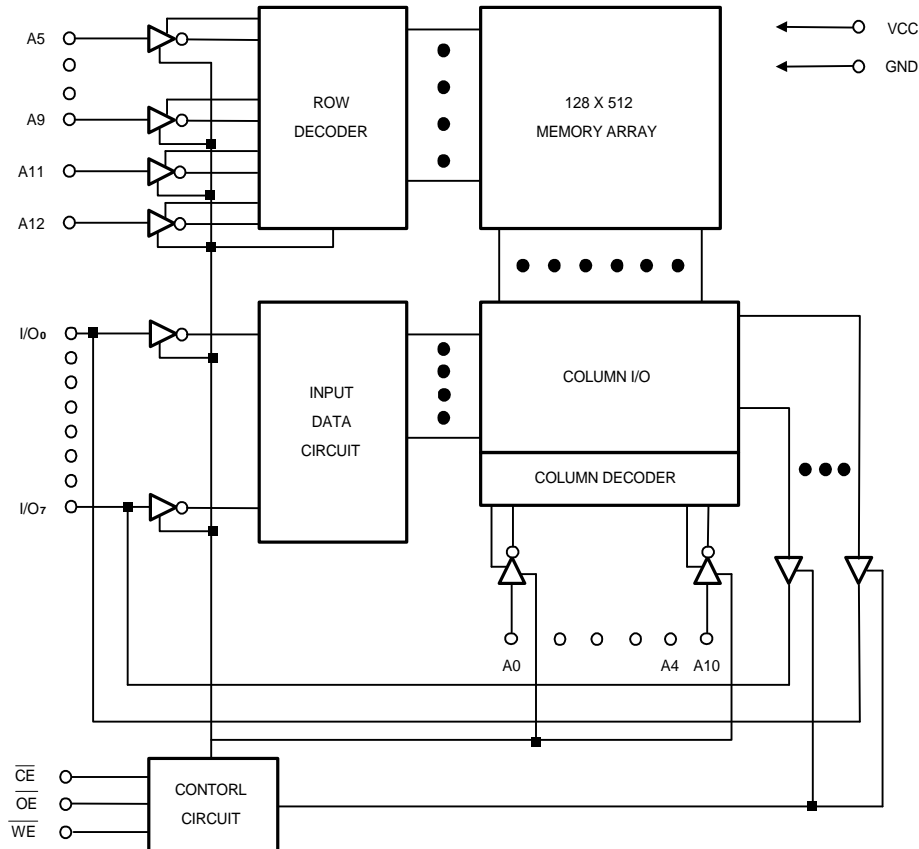 A5
A9
A11
A12
ROW
DECODER
128 X 512
MEMORY ARRAY
VCC
GND
I/O0
I/O7
INPUT
DATA
CIRCUIT
COLUMN I/O
COLUMN DECODER
A0
A4
A10
CE
OE
WE
CONTORL
CIRCUIT